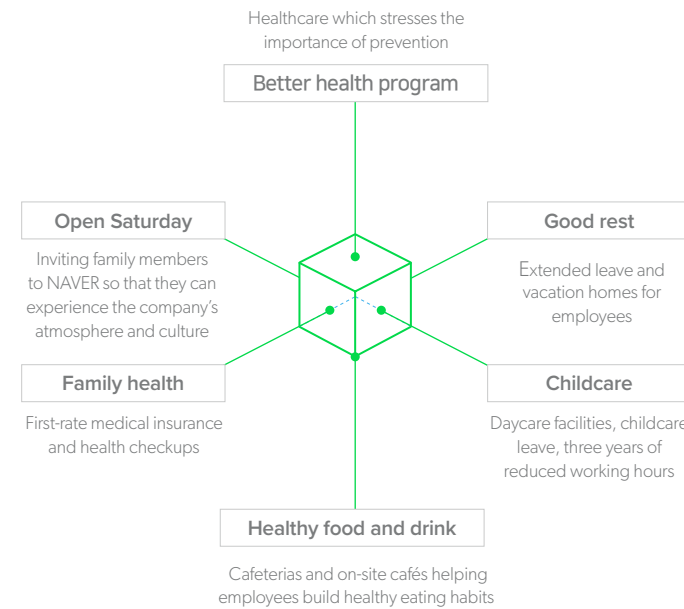 Healthcare which stresses the
importance of prevention
Better health program
Open Saturday
Inviting family members
to NAVER so that they can
experience the company's
atmosphere and culture
Good rest
Extended leave and
vacation homes for
employees
Family health
First-rate medical insurance
and health checkups
Childcare
Daycare facilities, childcare
leave, three years of
reduced working hours
Healthy food and drink
Cafeterias and on-site cafés helping
employees build healthy eating habits